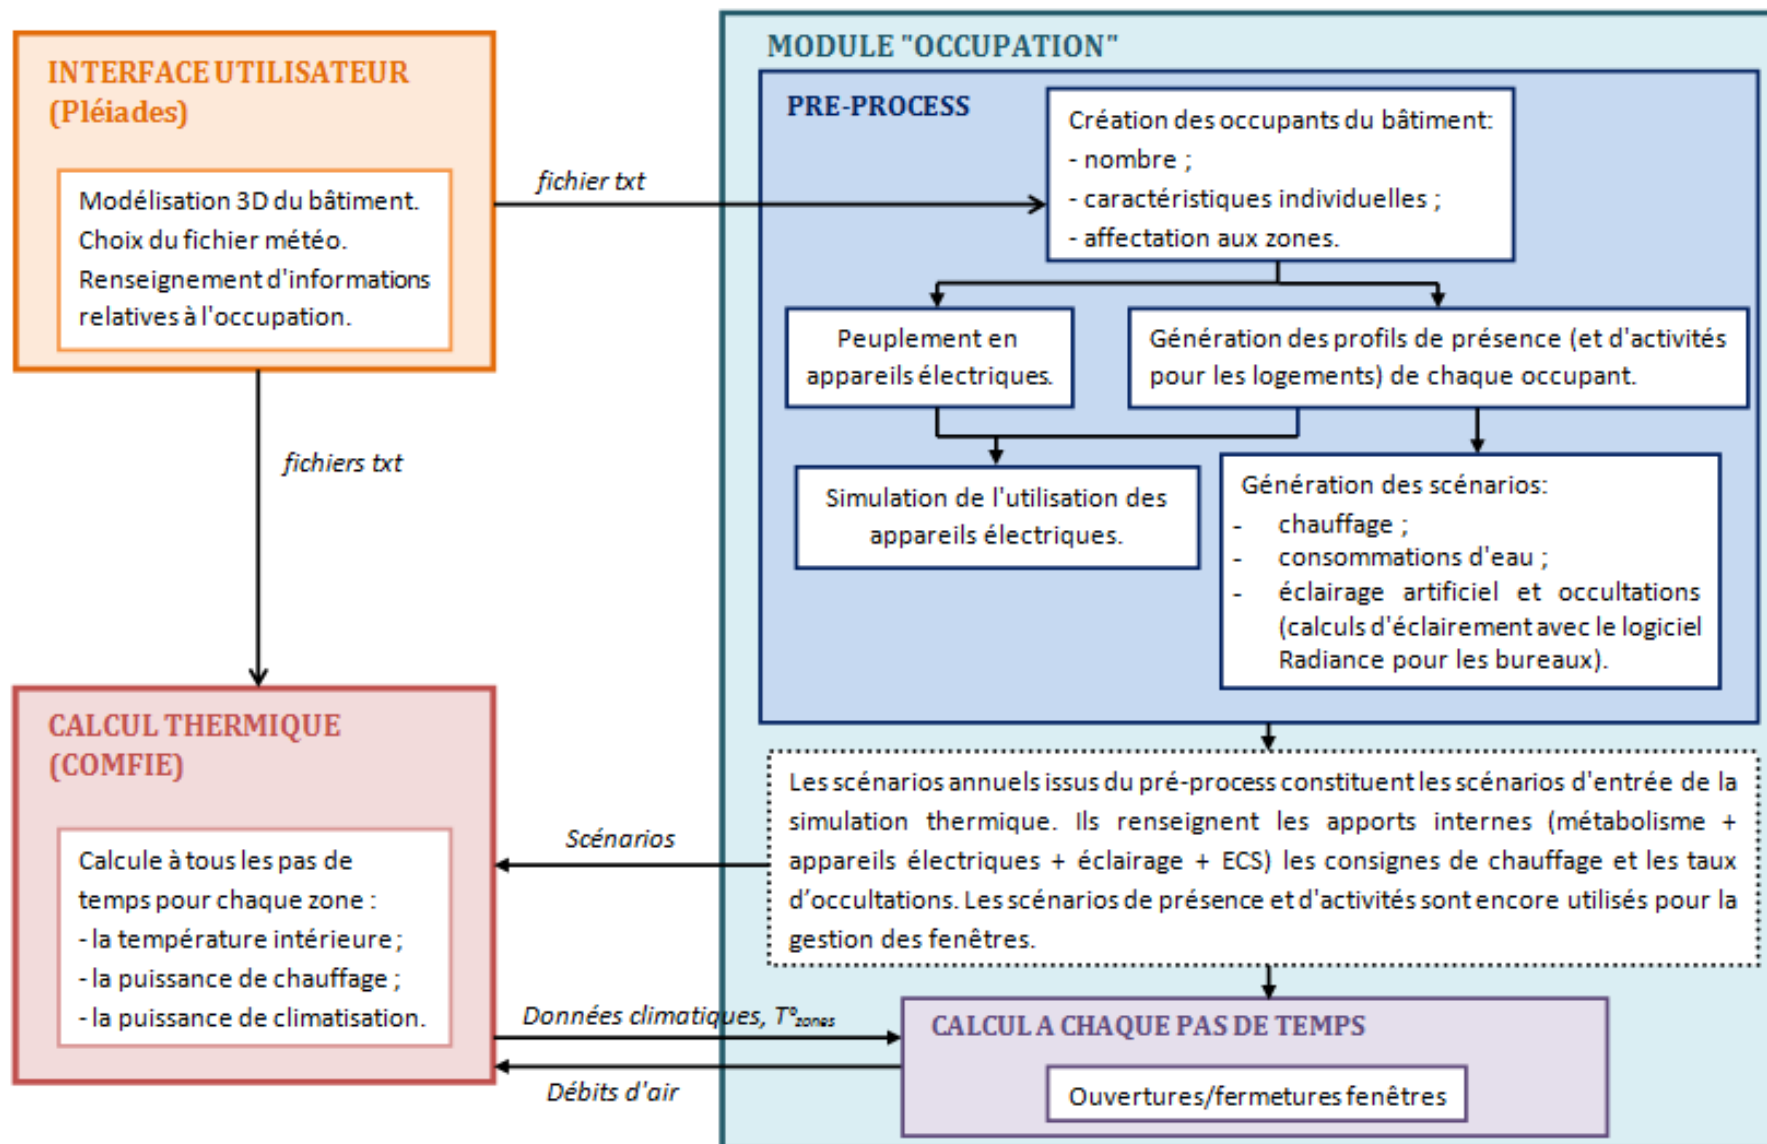 INTERFACE UTILISATEUR
(Pléiades)
Modélisation 3D du bâtiment.
Choix du fichier météo.
Renseignement d'informations
relatives à l'occupation.
fichier txt
fichiers txt
MODULE "OCCUPATION"
PRE-PROCESS
Création des occupants du bâtiment:
- nombre ;
- caractéristiques individuelles ;
- affectation aux zones.
Peuplement en
appareils électriques.
Génération des profils de présence (et d'activités
pour les logements) de chaque occupant.
Simulation de l'utilisation des
appareils électriques.
Génération des scénarios:
- chauffage ;
- consommations d'eau ;
- éclairage artificiel et occultations
(calculs d'éclairement avec le logiciel
Radiance pour les bureaux).
CALCUL THERMIQUE
(COMFIE)
Calcule à tous les pas de
temps pour chaque zone :
- la température intérieure ;
- la puissance de chauffage ;
- la puissance de climatisation.
Scénarios
Les scénarios annuels issus du pré-process constituent les scénarios d'entrée de la
simulation thermique. Ils renseignent les apports internes (métabolisme +
appareils électriques + éclairage + ECS) les consignes de chauffage et les taux
d'occultations. Les scénarios de présence et d'activités sont encore utilisés pour la
gestion des fenêtres.
Données climatiques, T°zones
Débits d'air
CALCUL A CHAQUE PAS DE TEMPS
Ouvertures/fermetures fenêtres